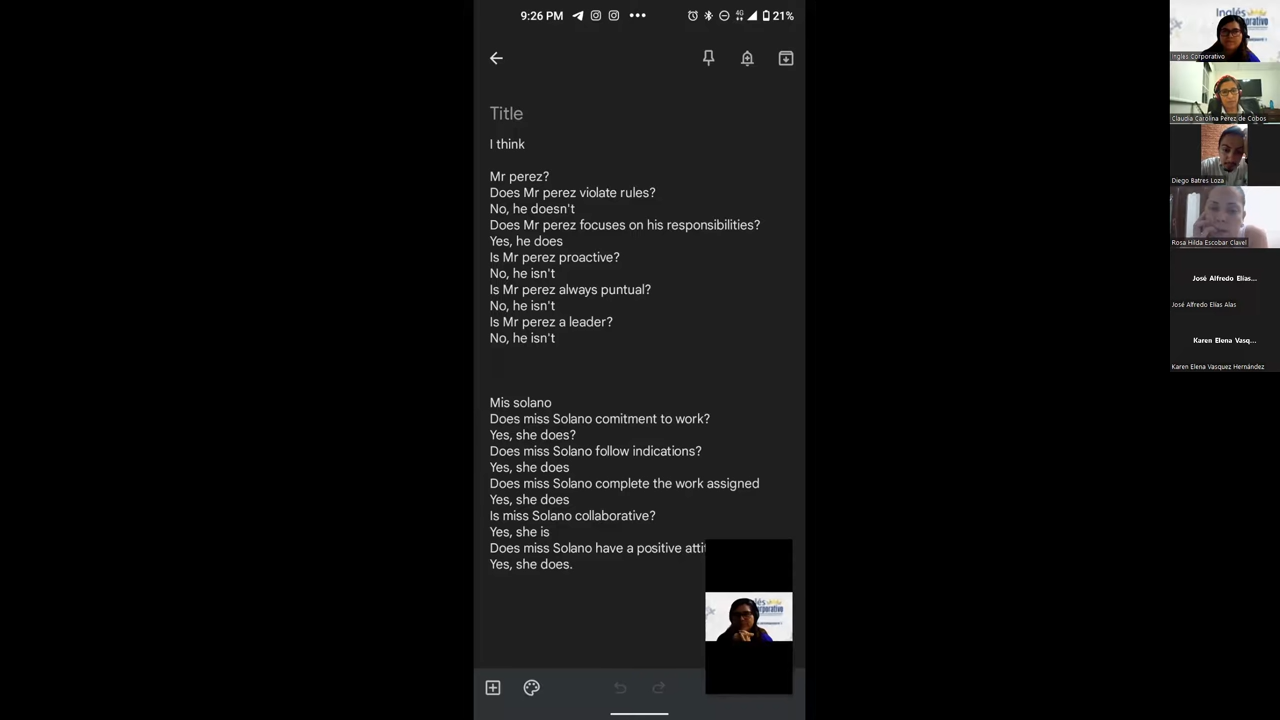 9:26 PM
4G
21%
Title
I think
Mr perez?
Does Mr perez violate rules?
No, he doesn't
Does Mr perez focuses on his responsibilities?
Yes, he does
Is Mr perez proactive?
No, he isn't
Is Mr perez always puntual?
No, he isn't
Is Mr perez a leader?
No, he isn't
Mis solano
Does miss Solano comitment to work?
Yes, she does?
Does miss Solano follow indications?
Yes, she does
Does miss Solano complete the work assigned
Yes, she does
Is miss Solano collaborative?
Yes, she is
Does miss Solano have a positive atti
Yes, she does.
Inglés
Ingles Corporativo
Claudia Carolina Perez de Cobos
Diego Batres Loza
Rosa Hilda Escobar Clavel
José Alfredo Elías...
José Alfredo Elías Alas
Karen Elena Vasq...
Karen Elena Vasquez Hernández